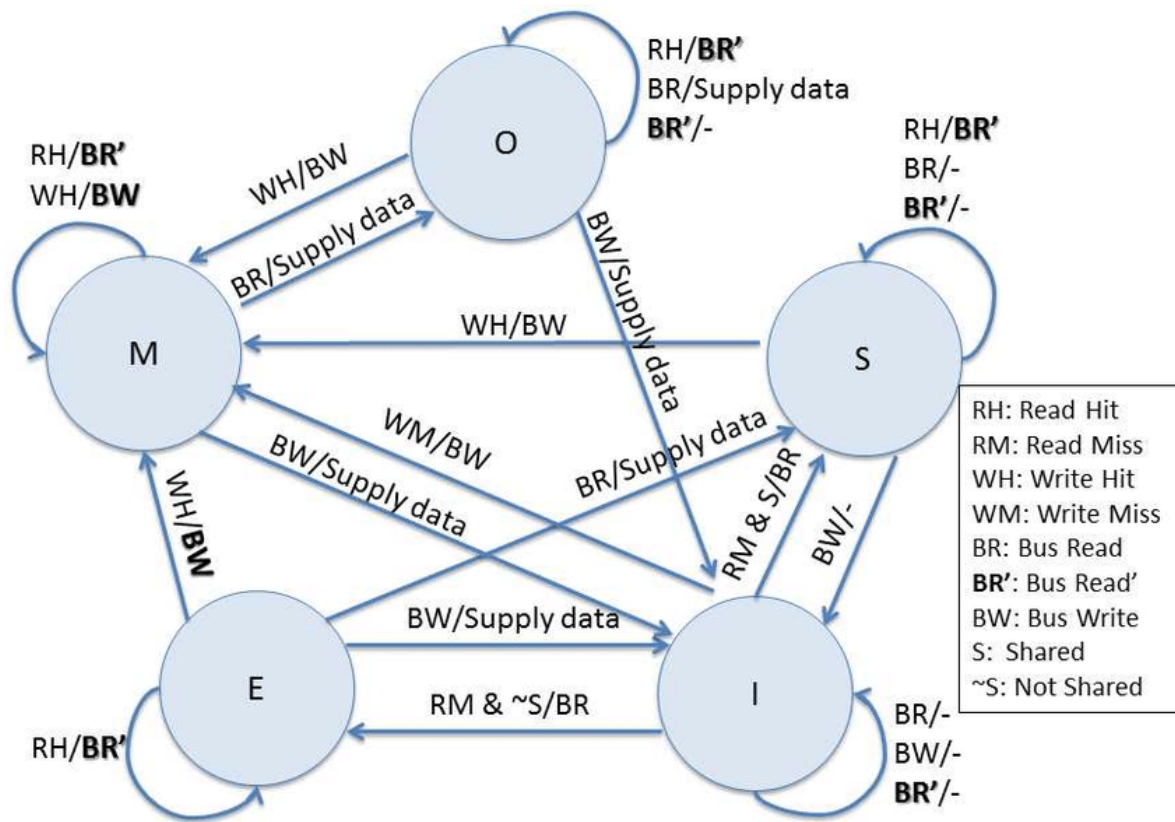 RH/BR’
BR/Supply data
BR’/-
O
RH/BR’
BR/-
BR’/-
RH/BR’
WH/BW
WH/BW
BR/Supply data
BW/Supply data
M
WH/BW
S
RH: Read Hit
RM: Read Miss
WH: Write Hit
WM: Write Miss
BR: Bus Read
BR’: Bus Read’
BW: Bus Write
S: Shared
~S: Not Shared
WM/BW
BW/Supply data
BR/Supply data
RM & S/BR
BW/-
WH/BW
BW/Supply data
E
I
RM & ~S/BR
RH/BR’
BR/-
BW/-
BR’/-